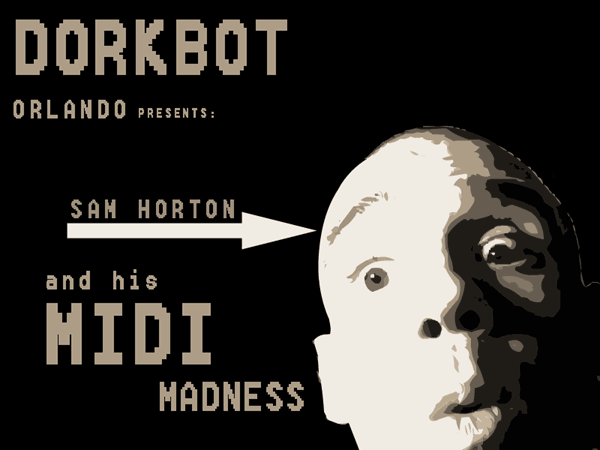 DORKBOT
ORLANDO PRESENTS:
SAM HORTON
and his
MIDI
MADNESS